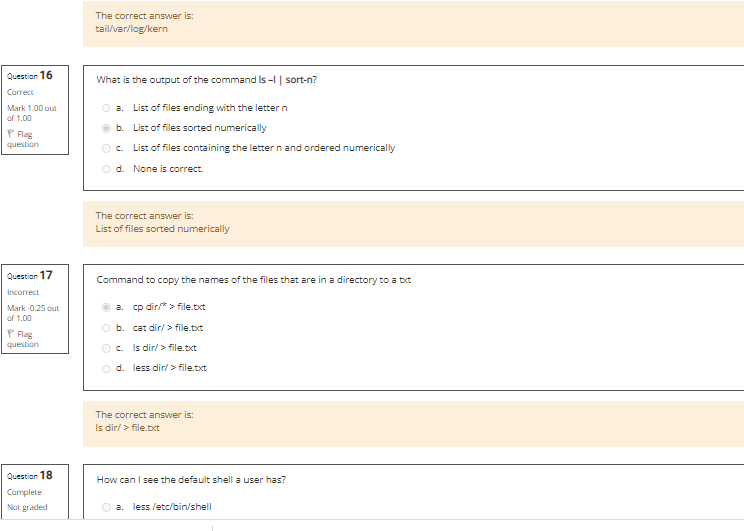 The correct answer is:
tail/var/log/kern
Question 16
Correct
Mark 1.00 out
of 1.00
Flag
question
What is the output of the command ls –l | sort-n?
a. List of files ending with the letter n
b. List of files sorted numerically
c. List of files containing the letter n and ordered numerically
d. None is correct.
The correct answer is:
List of files sorted numerically
Question 17
Incorrect
Mark -0.25 out
of 1.00
Flag
question
Command to copy the names of the files that are in a directory to a txt
a. cp dir/* > file.txt
b. cat dir/ > file.txt
c. ls dir/ > file.txt
d. less dir/ > file.txt
The correct answer is:
ls dir/ > file.txt
Question 18
Complete
Not graded
How can I see the default shell a user has?
a. less /etc/bin/shell